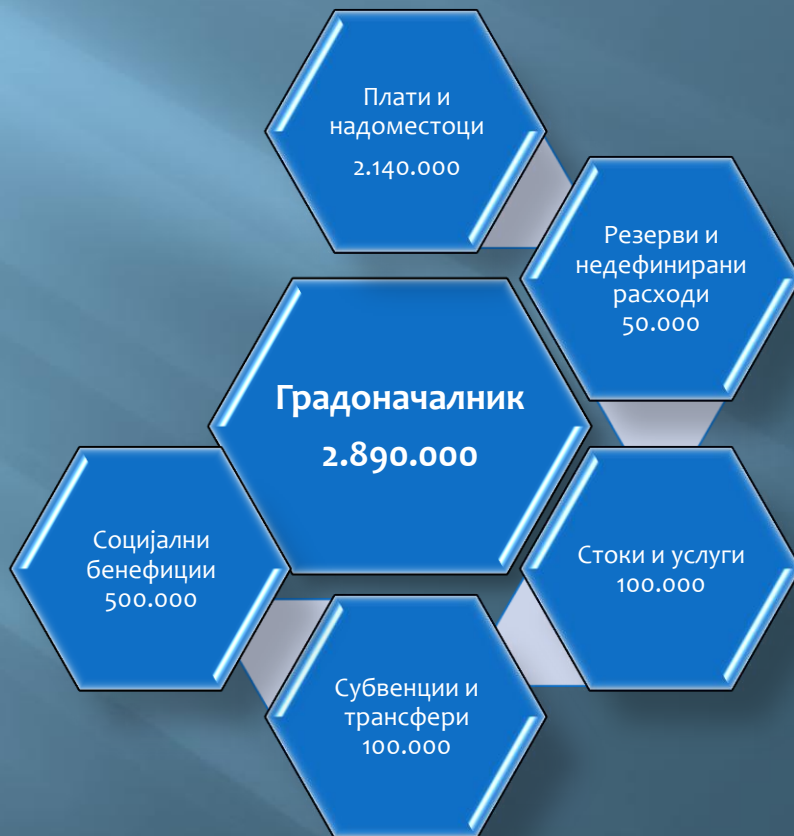 Плати и
надоместоци
2.140.000
Резерви и
недефинирани
расходи
50.000
Градоначалник
2.890.000
Стоки и услуги
100.000
Субвенции и
трансфери
100.000
Социјални
бенефиции
500.000